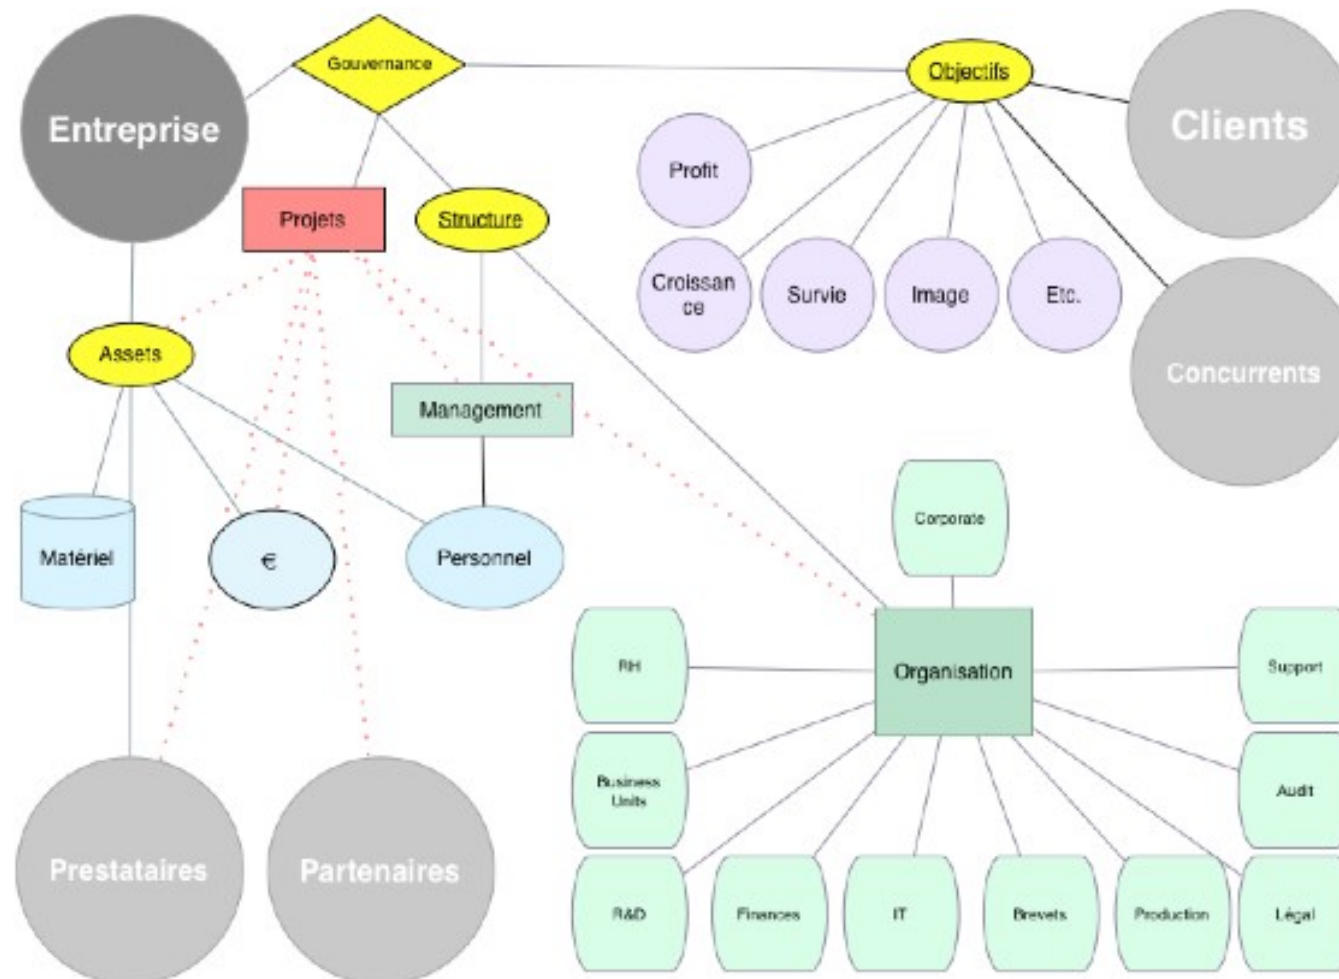 Gouvernance
Objectifs
Entreprise
Clients
Profit
Projets
Structure
Croissan
ce
Survie
Image
Etc.
Assets
Concurrents
Management
Corporate
Matériel
€
Personnel
RH
Organisation
Support
Business
Units
Audit
Prestataires
Partenaires
R&D
Finances
IT
Brevets
Production
Légal